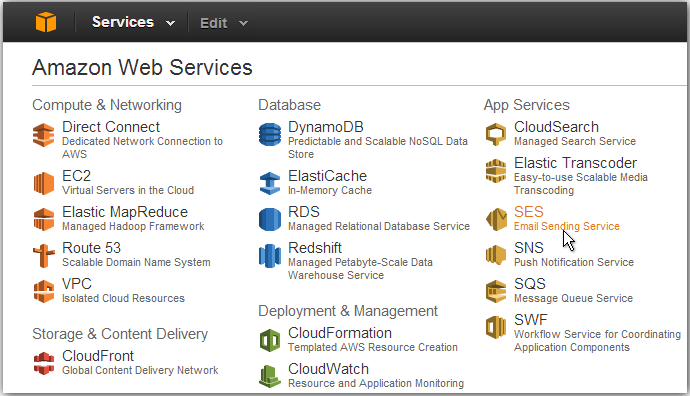 Services Edit
Amazon Web Services
Compute & Networking
Direct Connect
Dedicated Network Connection to
AWS
EC2
Virtual Servers in the Cloud
Elastic MapReduce
Managed Hadoop Framework
Route 53
Scalable Domain Name System
VPC
Isolated Cloud Resources
Storage & Content Delivery
CloudFront
Global Content Delivery Network
Database
DynamoDB
Predictable and Scalable NoSQL Data
Store
ElastiCache
In-Memory Cache
RDS
Managed Relational Database Service
Redshift
Managed Petabyte-Scale Data
Warehouse Service
Deployment & Management
CloudFormation
Templated AWS Resource Creation
CloudWatch
Resource and Application Monitoring
App Services
CloudSearch
Managed Search Service
Elastic Transcoder
Easy-to-use Scalable Media
Transcoding
SES
Email Sending Service
SNS
Push Notification Service
SQS
Message Queue Service
SWF
Workflow Service for Coordinating
Application Components